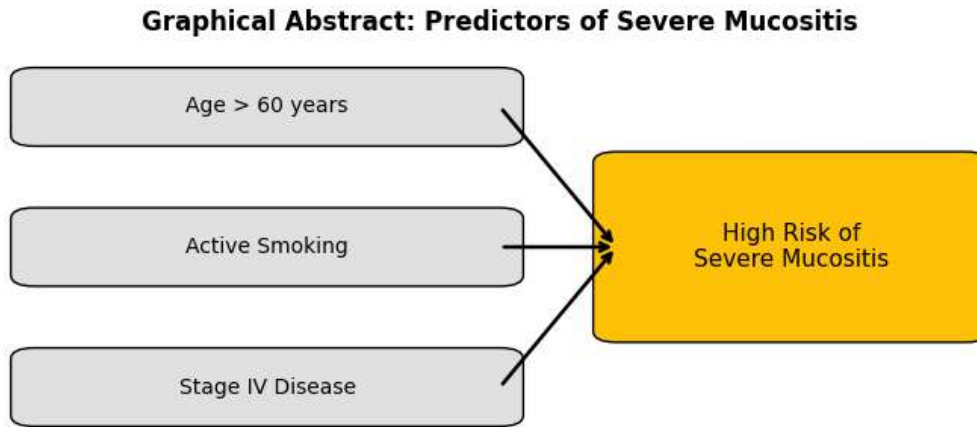 Graphical Abstract: Predictors of Severe Mucositis
Age > 60 years
Active Smoking
Stage IV Disease
High Risk of
Severe Mucositis